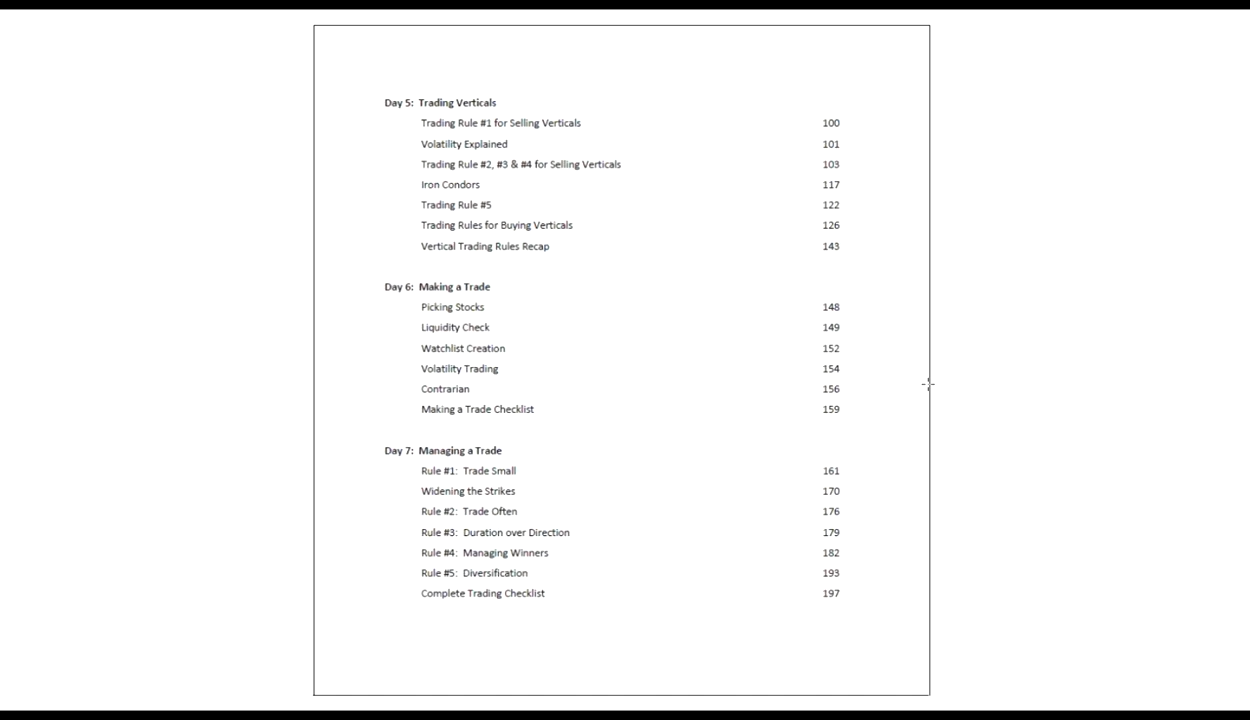 Day 5:  Trading Verticals
Trading Rule #1 for Selling Verticals 100
Volatility Explained 101
Trading Rule #2, #3 & #4 for Selling Verticals 103
Iron Condors 117
Trading Rule #5 122
Trading Rules for Buying Verticals 126
Vertical Trading Rules Recap 143
Day 6:  Making a Trade
Picking Stocks 148
Liquidity Check 149
Watchlist Creation 152
Volatility Trading 154
Contrarian 156
Making a Trade Checklist 159
Day 7:  Managing a Trade
Rule #1:  Trade Small 161
Widening the Strikes 170
Rule #2:  Trade Often 176
Rule #3:  Duration over Direction 179
Rule #4:  Managing Winners 182
Rule #5:  Diversification 193
Complete Trading Checklist 197